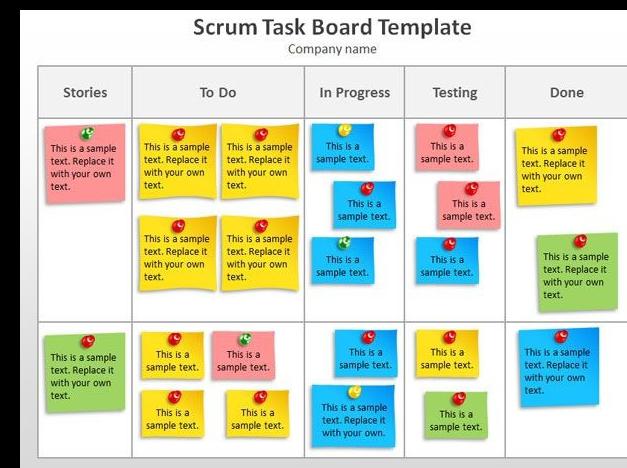 Scrum Task Board Template
Company name
Stories
To Do
In Progress
Testing
Done
This is a sample
text. Replace it
with your own
text.
This is a sample
text. Replace it
with your own
text.
This is a sample
text. Replace it
with your own
text.
This is a sample
text. Replace it
with your own
text.
This is a sample
text. Replace it
with your own
text.
This is a
sample text.
This is a
sample text.
This is a
sample text.
This is a
sample text.
This is a
sample text.
This is a
sample text.
This is a sample
text. Replace it
with your own
text.
This is a sample
text. Replace it
with your own
text.
This is a sample
text. Replace it
with your own
text.
This is a
sample text.
This is a
sample text.
This is a
sample text.
This is a
sample text.
This is a
sample text.
This is a sample
text. Replace it
with your own.
This is a
sample text.
This is a
sample text.
This is a sample
text. Replace it
with your own
text.